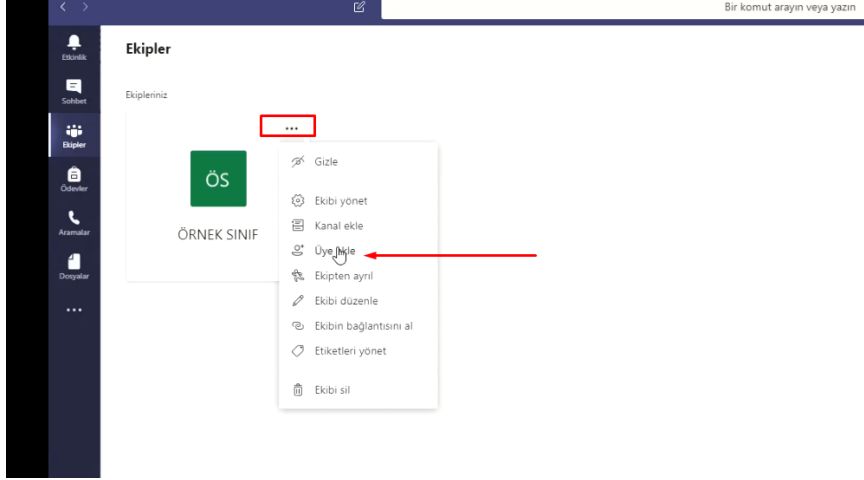 Bir komut arayın veya yazın
Etkinlik
Sohbet
Ekipler
Ödevler
Aramalar
Dosyalar
Ekipler
Ekipleriniz
ÖS
ÖRNEK SINIF
Gizle
Ekibi yönet
Kanal ekle
Üye ekle
Ekipten ayrıl
Ekibi düzenle
Ekibin bağlantısını al
Etiketleri yönet
Ekibi sil